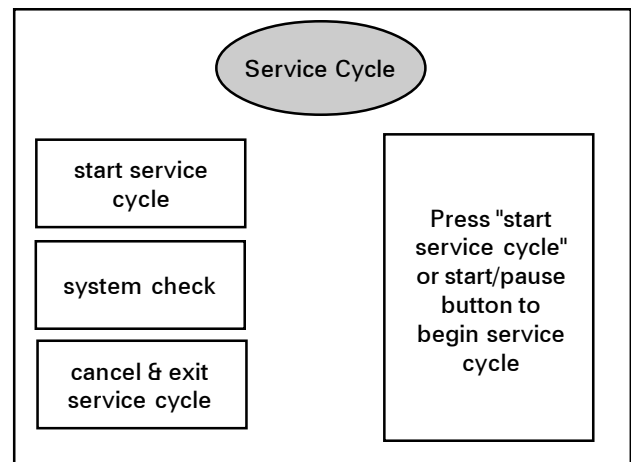 Service Cycle
start service
cycle
system check
cancel & exit
service cycle
Press "start
service cycle"
or start/pause
button to
begin service
cycle